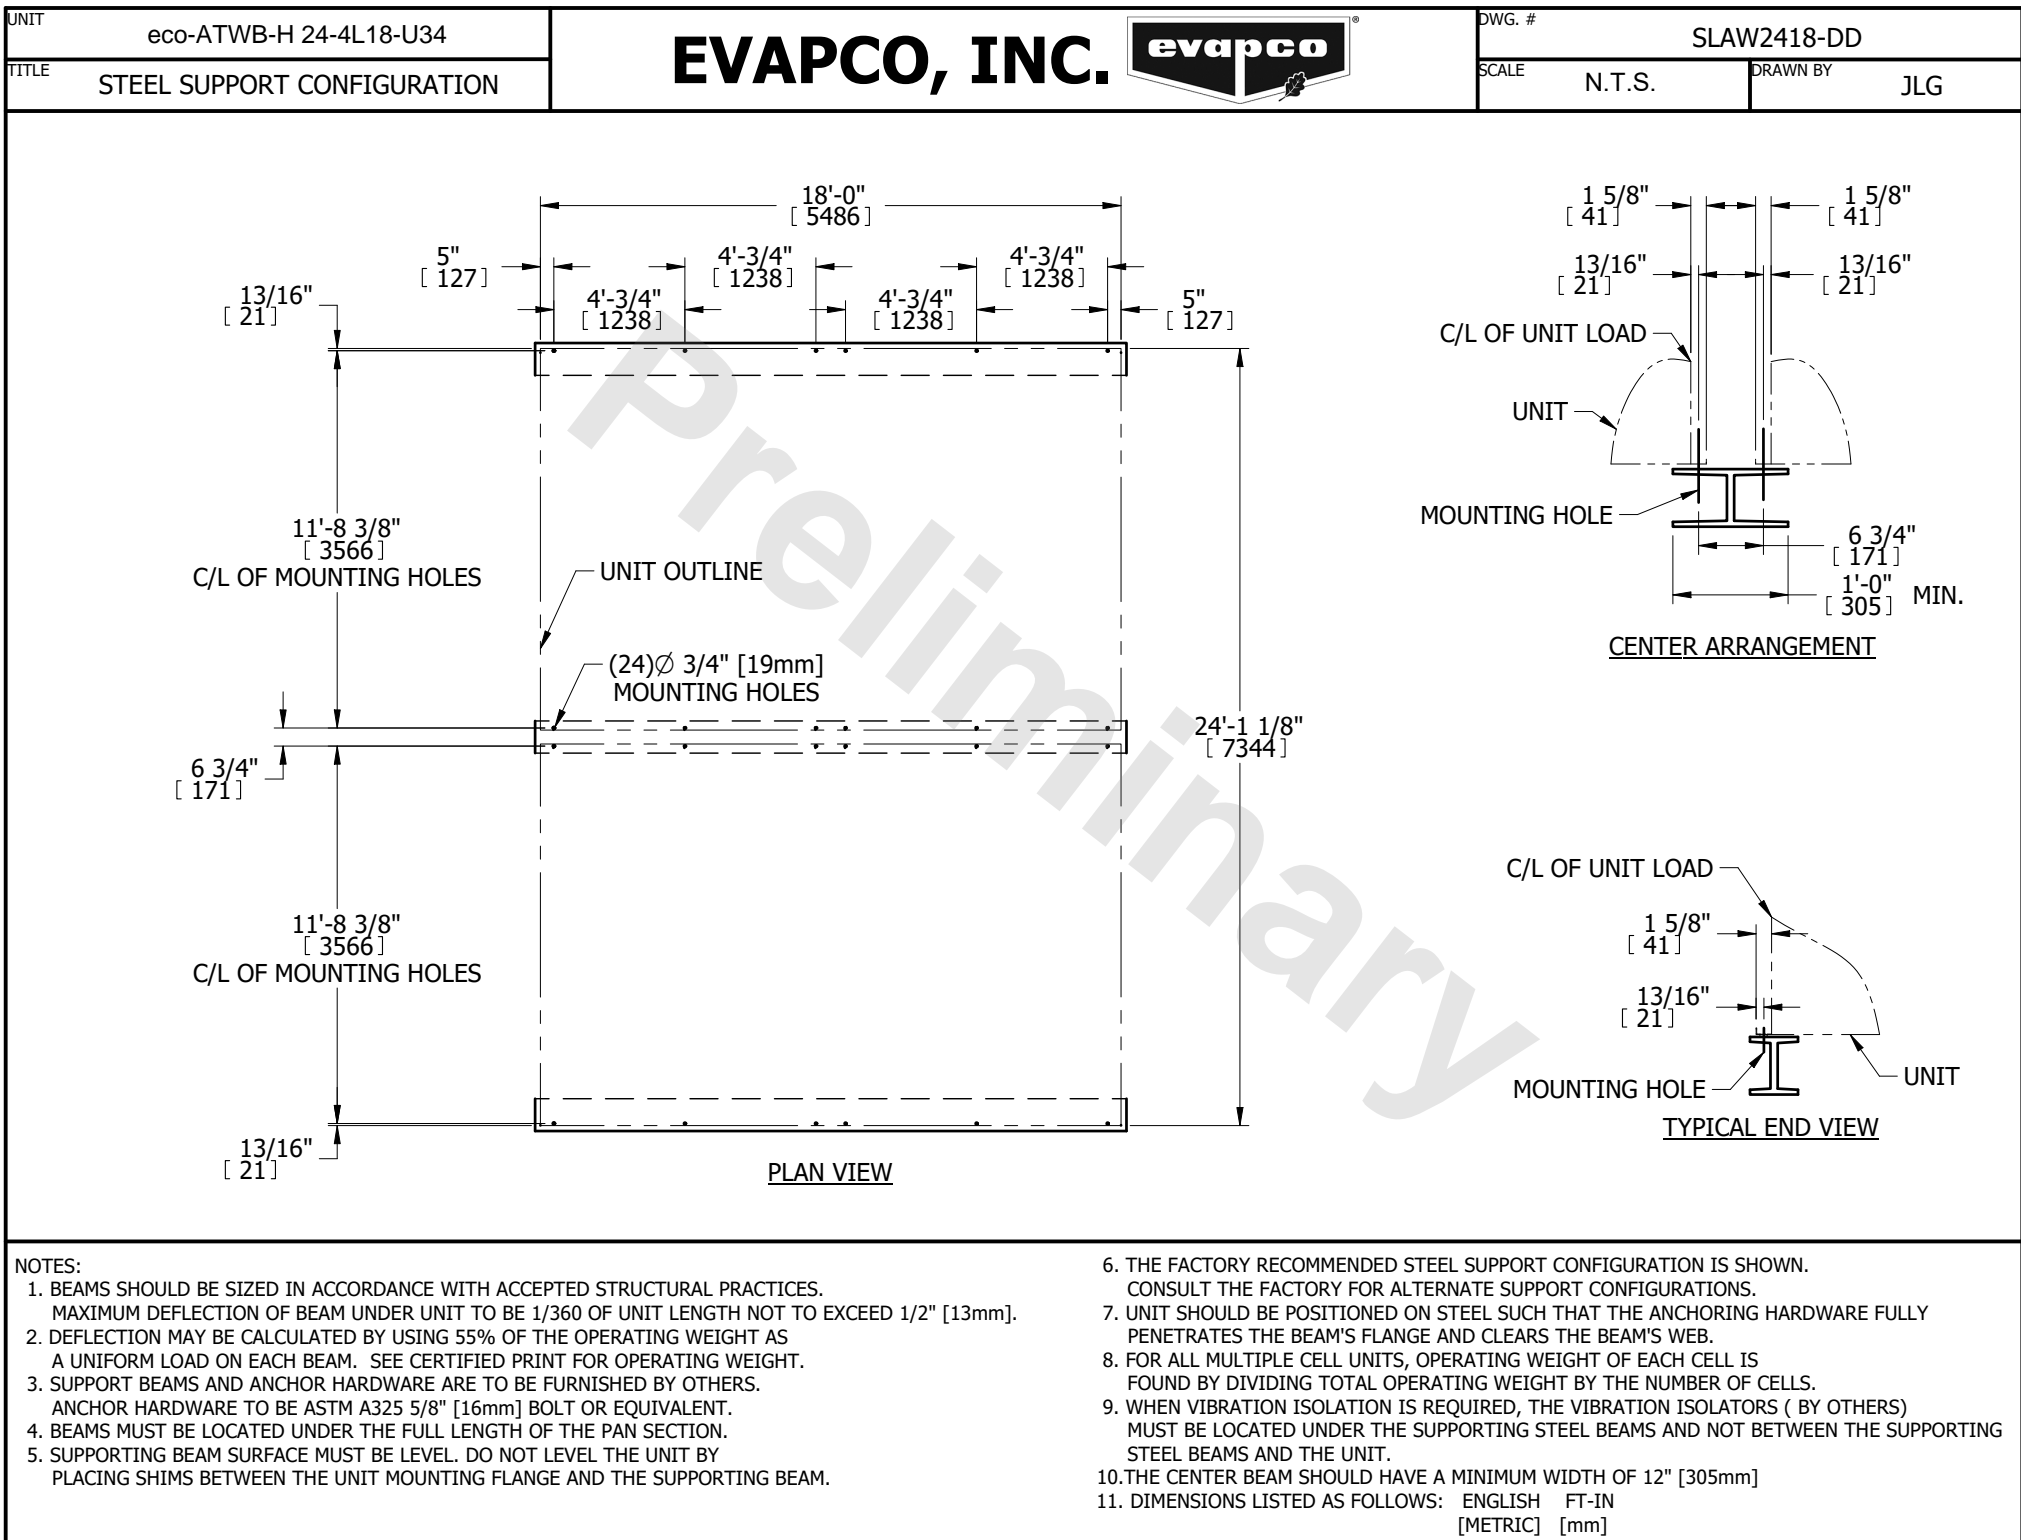 UNIT
eco-ATWB-H 24-4L18-U34
TITLE
STEEL SUPPORT CONFIGURATION
EVAPCO, INC.
evapco®
DWG. #
SLAW2418-DD
SCALE
N.T.S.
DRAWN BY
JLG
18'-0"
[ 5486 ]
5"
[ 127 ]
4'-3/4"
[ 1238 ]
4'-3/4"
[ 1238 ]
13/16"
[ 21 ]
4'-3/4"
[ 1238 ]
4'-3/4"
[ 1238 ]
5"
[ 127 ]
11'-8 3/8"
[ 3566 ]
C/L OF MOUNTING HOLES
UNIT OUTLINE
(24)∅ 3/4" [19mm]
MOUNTING HOLES
24'-1 1/8"
[ 7344 ]
6 3/4"
[ 171 ]
11'-8 3/8"
[ 3566 ]
C/L OF MOUNTING HOLES
13/16"
[ 21 ]
PLAN VIEW
Preliminary
1 5/8"
[ 41 ]
1 5/8"
[ 41 ]
13/16"
[ 21 ]
13/16"
[ 21 ]
C/L OF UNIT LOAD
UNIT
MOUNTING HOLE
6 3/4"
[ 171 ]
1'-0"
[ 305 ] MIN.
CENTER ARRANGEMENT
C/L OF UNIT LOAD
1 5/8"
[ 41 ]
13/16"
[ 21 ]
MOUNTING HOLE
UNIT
TYPICAL END VIEW
NOTES:
1. BEAMS SHOULD BE SIZED IN ACCORDANCE WITH ACCEPTED STRUCTURAL PRACTICES.
MAXIMUM DEFLECTION OF BEAM UNDER UNIT TO BE 1/360 OF UNIT LENGTH NOT TO EXCEED 1/2" [13mm].
2. DEFLECTION MAY BE CALCULATED BY USING 55% OF THE OPERATING WEIGHT AS
A UNIFORM LOAD ON EACH BEAM. SEE CERTIFIED PRINT FOR OPERATING WEIGHT.
3. SUPPORT BEAMS AND ANCHOR HARDWARE ARE TO BE FURNISHED BY OTHERS.
ANCHOR HARDWARE TO BE ASTM A325 5/8" [16mm] BOLT OR EQUIVALENT.
4. BEAMS MUST BE LOCATED UNDER THE FULL LENGTH OF THE PAN SECTION.
5. SUPPORTING BEAM SURFACE MUST BE LEVEL. DO NOT LEVEL THE UNIT BY
PLACING SHIMS BETWEEN THE UNIT MOUNTING FLANGE AND THE SUPPORTING BEAM.
6. THE FACTORY RECOMMENDED STEEL SUPPORT CONFIGURATION IS SHOWN.
CONSULT THE FACTORY FOR ALTERNATE SUPPORT CONFIGURATIONS.
7. UNIT SHOULD BE POSITIONED ON STEEL SUCH THAT THE ANCHORING HARDWARE FULLY
PENETRATES THE BEAM'S FLANGE AND CLEARS THE BEAM'S WEB.
8. FOR ALL MULTIPLE CELL UNITS, OPERATING WEIGHT OF EACH CELL IS
FOUND BY DIVIDING TOTAL OPERATING WEIGHT BY THE NUMBER OF CELLS.
9. WHEN VIBRATION ISOLATION IS REQUIRED, THE VIBRATION ISOLATORS ( BY OTHERS)
MUST BE LOCATED UNDER THE SUPPORTING STEEL BEAMS AND NOT BETWEEN THE SUPPORTING
STEEL BEAMS AND THE UNIT.
10.THE CENTER BEAM SHOULD HAVE A MINIMUM WIDTH OF 12" [305mm]
11. DIMENSIONS LISTED AS FOLLOWS: ENGLISH FT-IN
[METRIC] [mm]